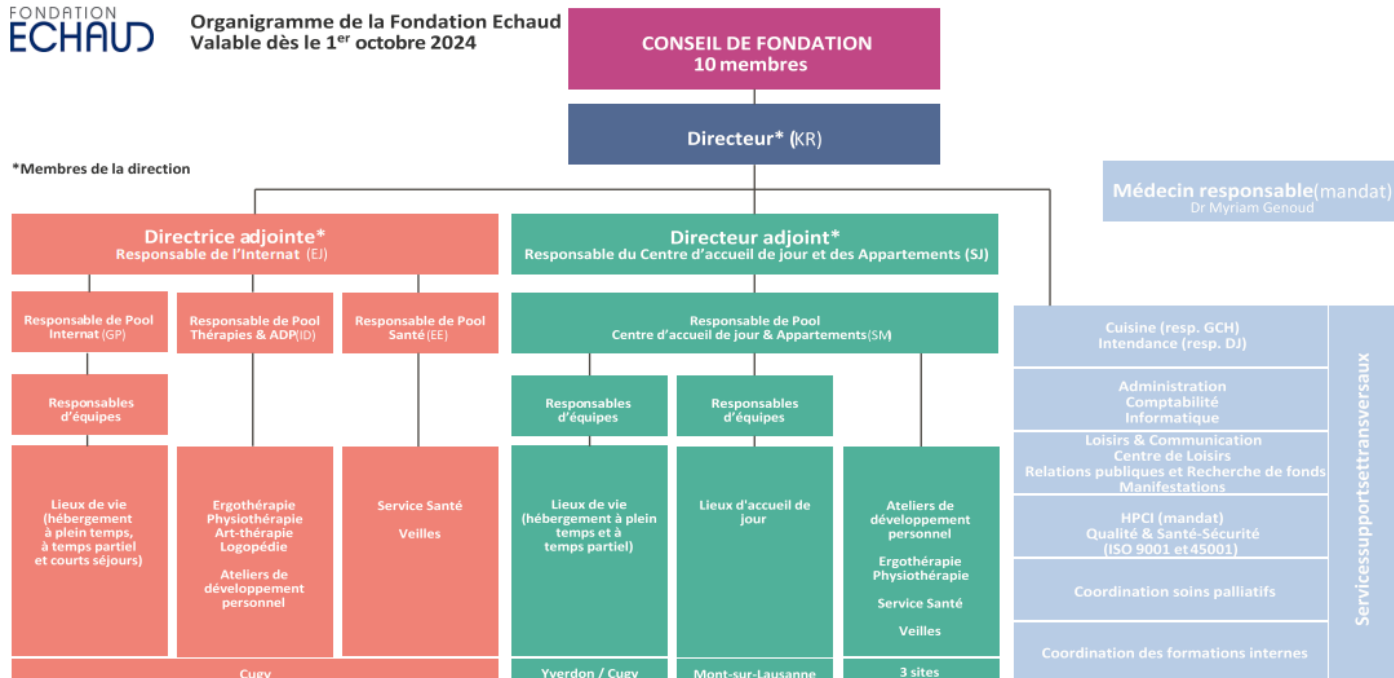 FONDATION
ECHAUD
Organigramme de la Fondation Echaud
Valable dès le 1er octobre 2024
CONSEIL DE FONDATION
10 membres
Directeur* (KR)
*Membres de la direction
Médecin responsable(mandat)
Dr Myriam Genoud
Directrice adjointe*
Responsable de l'Internat (EJ)
Directeur adjoint*
Responsable du Centre d'accueil de jour et des Appartements (SJ)
Responsable de Pool
Internat (GP)
Responsable de Pool
Thérapies & ADP(ID)
Responsable de Pool
Santé (EE)
Responsable de Pool
Centre d'accueil de jour & Appartements(SM)
Responsables
d'équipes
Responsables
d'équipes
Responsables
d'équipes
Lieux de vie
(hébergement
à plein temps,
à temps partiel
et courts séjours)
Ergothérapie
Physiothérapie
Art-thérapie
Logopédie
Ateliers de
développement
personnel
Service Santé
Veilles
Lieux de vie
(hébergement à plein
temps et à
temps partiel)
Lieux d'accueil de
jour
Ateliers de
développement
personnel
Ergothérapie
Physiothérapie
Service Santé
Veilles
Cugy
Yverdon / Cugy
Mont-sur-Lausanne
3 sites
Cuisine (resp. GCH)
Intendance (resp. DJ)
Administration
Comptabilité
Informatique
Loisirs & Communication
Centre de Loisirs
Relations publiques et Recherche de fonds
Manifestations
HPCI (mandat)
Qualité & Santé-Sécurité
(ISO 9001 et 45001)
Coordination soins palliatifs
Coordination des formations internes
Servicessupportsettransversaux